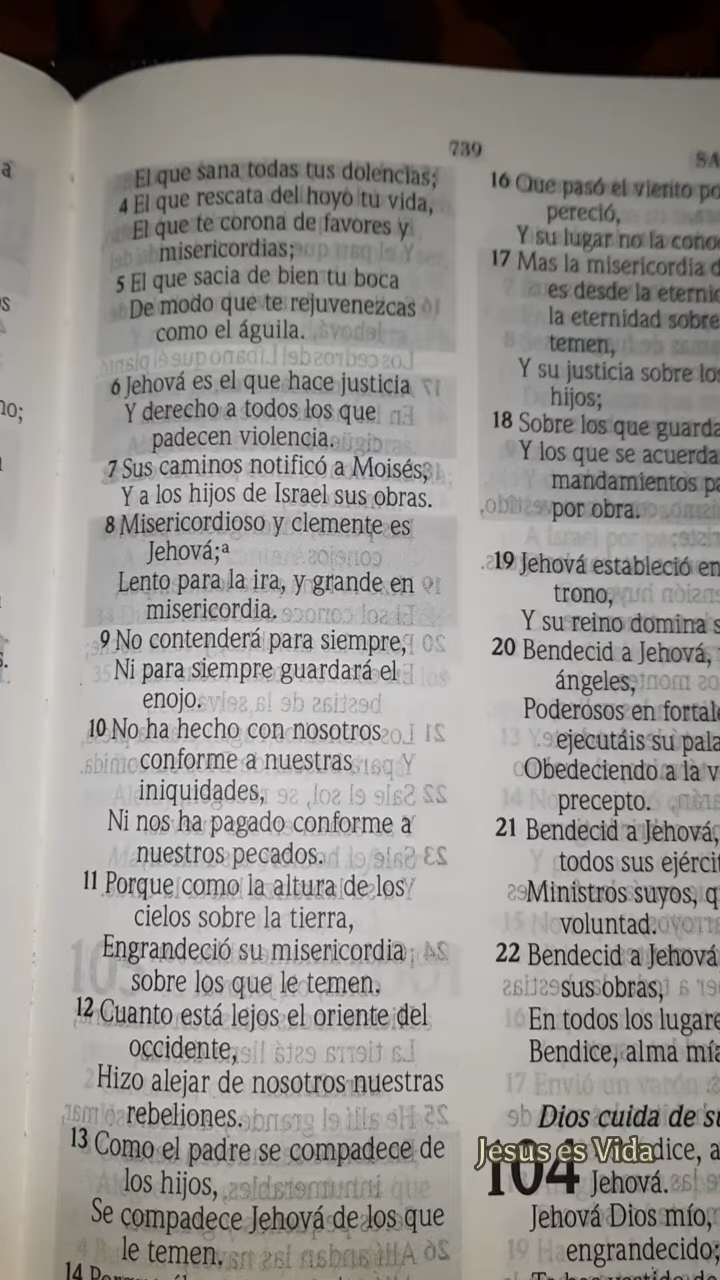 739
El que sana todas tus dolencias;
4 El que rescata del hoyo tu vida,
El que te corona de favores y
misericordias;
5 El que sacia de bien tu boca
De modo que te rejuvenezcas
como el águila.
6 Jehová es el que hace justicia
Y derecho a todos los que
padecen violencia.
7 Sus caminos notificó a Moisés,
Y a los hijos de Israel sus obras.
8 Misericordioso y clemente es
Jehová;a
Lento para la ira, y grande en
misericordia.
9 No contenderá para siempre,
Ni para siempre guardará el
enojo.
10 No ha hecho con nosotros
conforme a nuestras
iniquidades,
Ni nos ha pagado conforme a
nuestros pecados.
11 Porque como la altura de los
cielos sobre la tierra,
Engrandeció su misericordia
sobre los que le temen.
12 Cuanto está lejos el oriente del
occidente,
Hizo alejar de nosotros nuestras
rebeliones.
13 Como el padre se compadece de
los hijos,
Se compadece Jehová de los que
le temen.
14
SA
16 Que pasó el viento
pereció,
Y su lugar no la
17 Mas la misericordia
es desde la
la eternidad sobre
temen,
Y su justicia sobre
hijos;
18 Sobre los que
Y los que se
mandamientos
por obra.
19 Jehová estableció en
trono,
Y su reino domina
20 Bendecid a Jehová,
ángeles,
Poderosos en
ejecutáis su
Obedeciendo a la
precepto.
21 Bendecid a Jehová,
todos sus
Ministros suyos,
voluntad.
22 Bendecid a Jehová
sus obras,
En todos los
Bendice, alma
Dios cuida de
Jesus es Vida
104
Jehová.
Jehová Dios mío,
engrandecido;